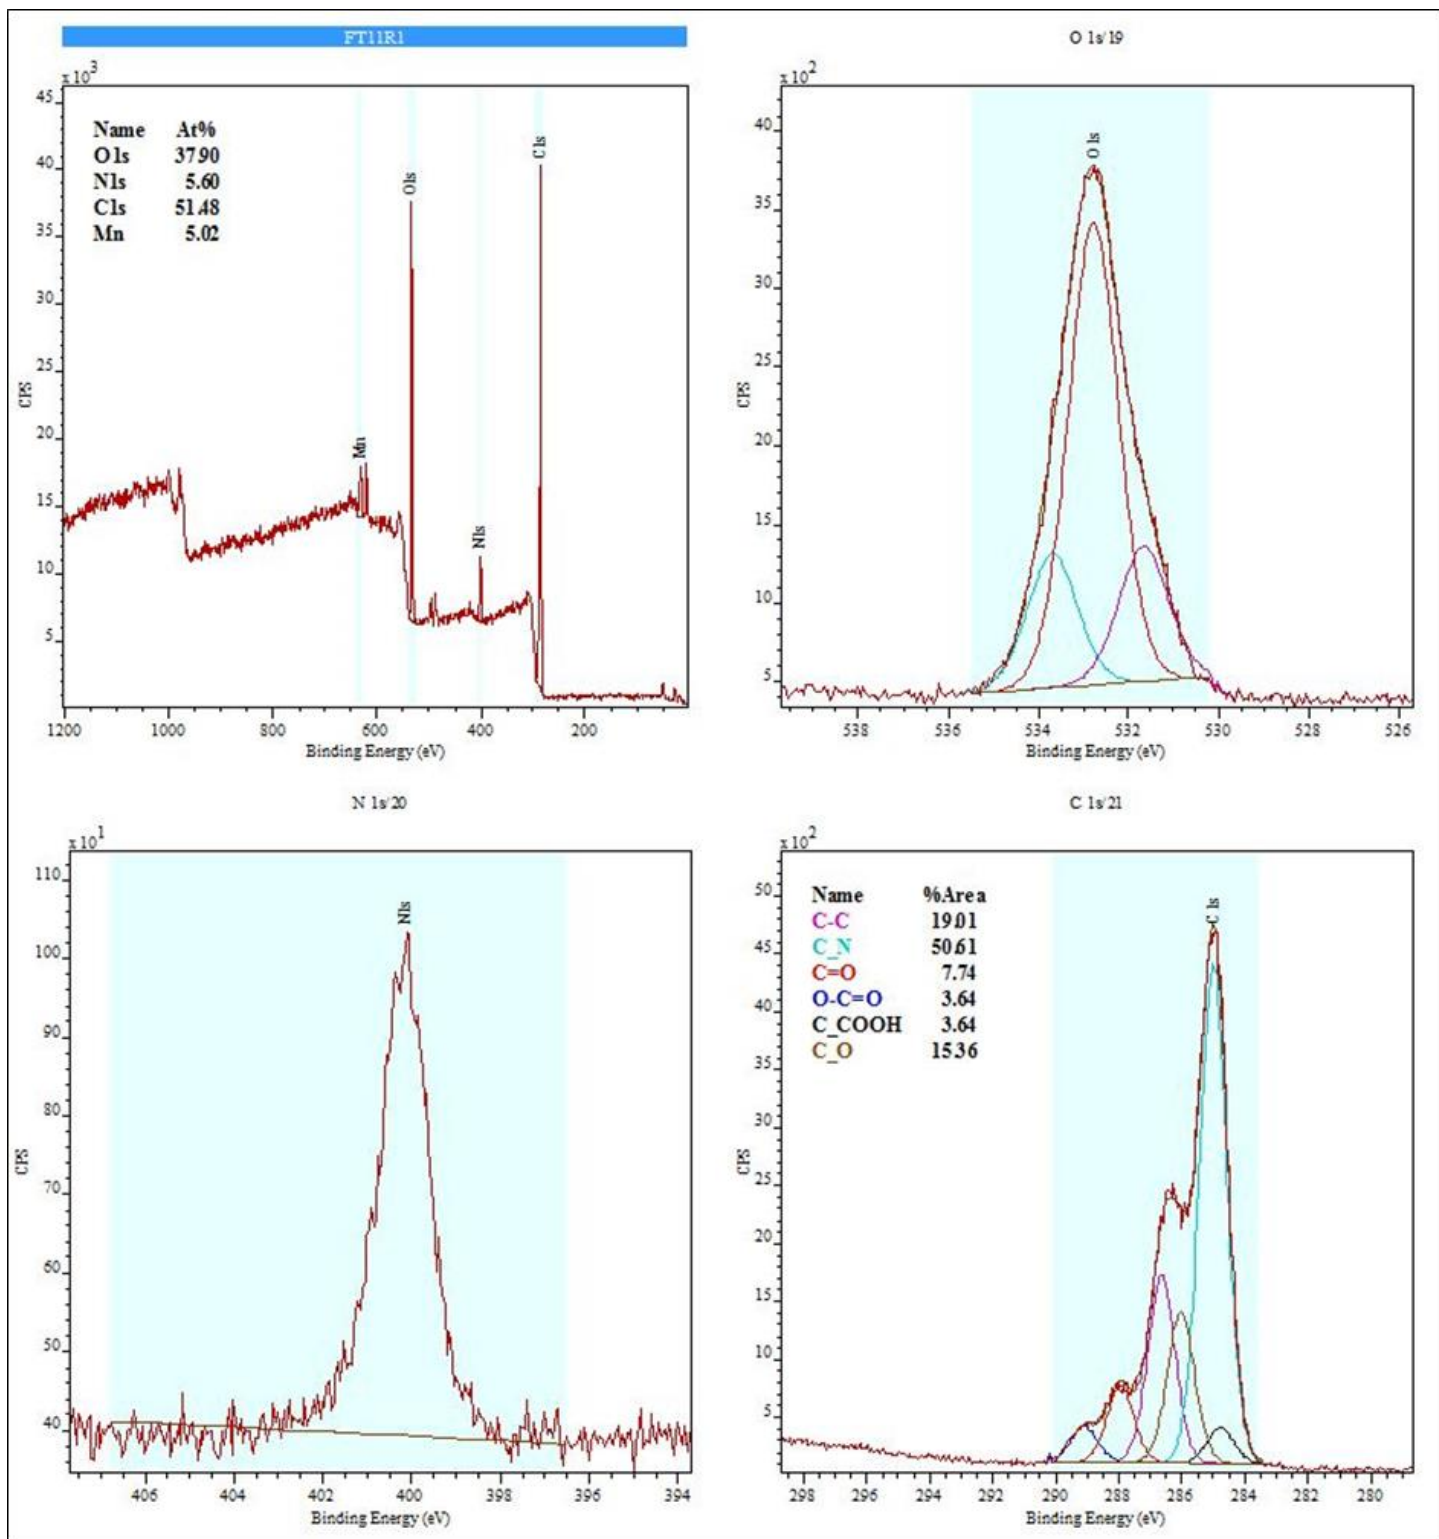 FT11R1
x 10^3
45
40
35
30
25
20
15
10
5
CPS
Name At%
O1s 37.90
N1s 5.60
C1s 51.48
Mn 5.02
Mn
O1s
N1s
C1s
1200 1000 800 600 400 200
Binding Energy (eV)
O 1s/19
x 10^2
40
35
30
25
20
15
10
5
CPS
O 1s
538 536 534 532 530 528 526
Binding Energy (eV)
N 1s/20
x 10^1
110
100
90
80
70
60
50
40
CPS
N1s
406 404 402 400 398 396 394
Binding Energy (eV)
C 1s/21
x 10^2
50
45
40
35
30
25
20
15
10
5
CPS
Name %Area
C-C 19.01
C_N 50.61
C=O 7.74
O-C=O 3.64
C_COOH 3.64
C_O 15.36
C 1s
298 296 294 292 290 288 286 284 282 280
Binding Energy (eV)